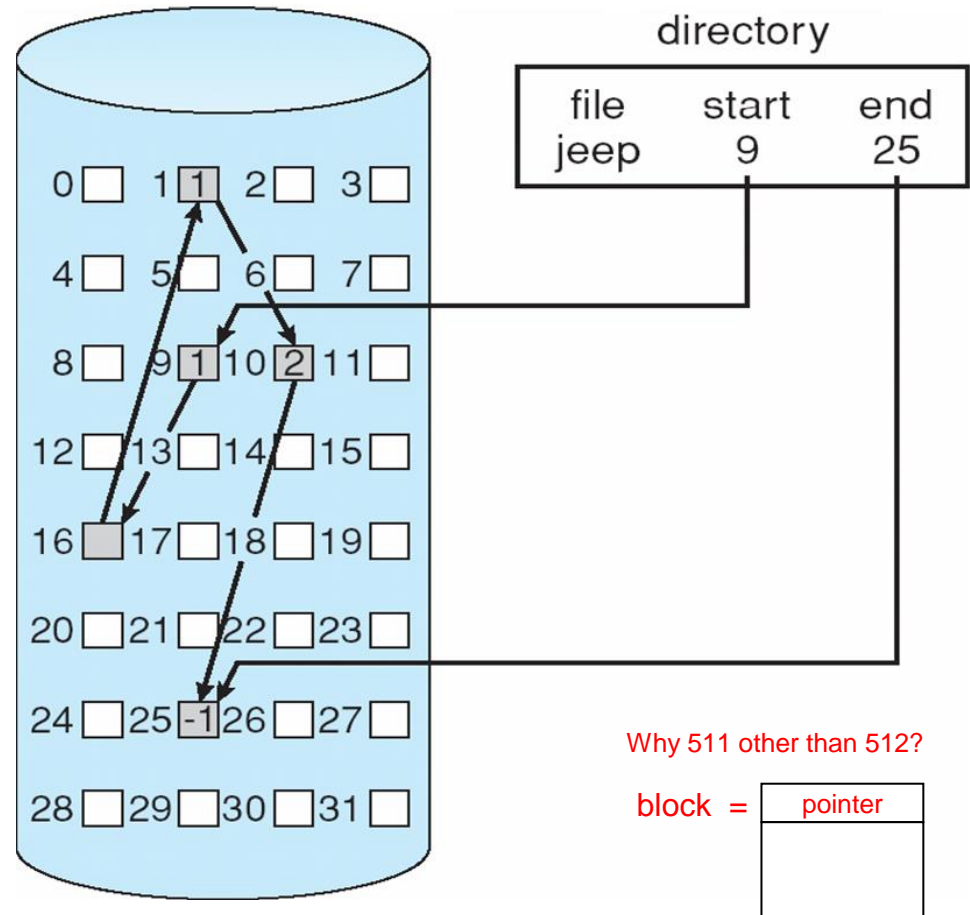 directory
file start end
jeep 9 25
0 1 1 2 3
4 5 6 7
8 9 1 10 2 11
12 13 14 15
16 17 18 19
20 21 22 23
24 25 -1 26 27
28 29 30 31
Why 511 other than 512?
block = pointer